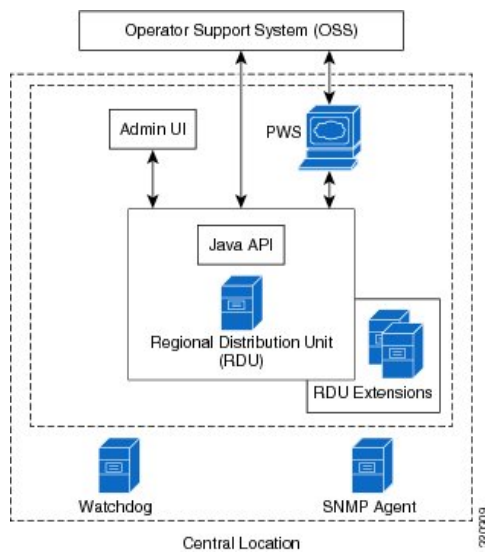 Operator Support System (OSS)
Admin UI
PWS
Java API
Regional Distribution Unit
(RDU)
RDU Extensions
Watchdog
SNMP Agent
Central Location